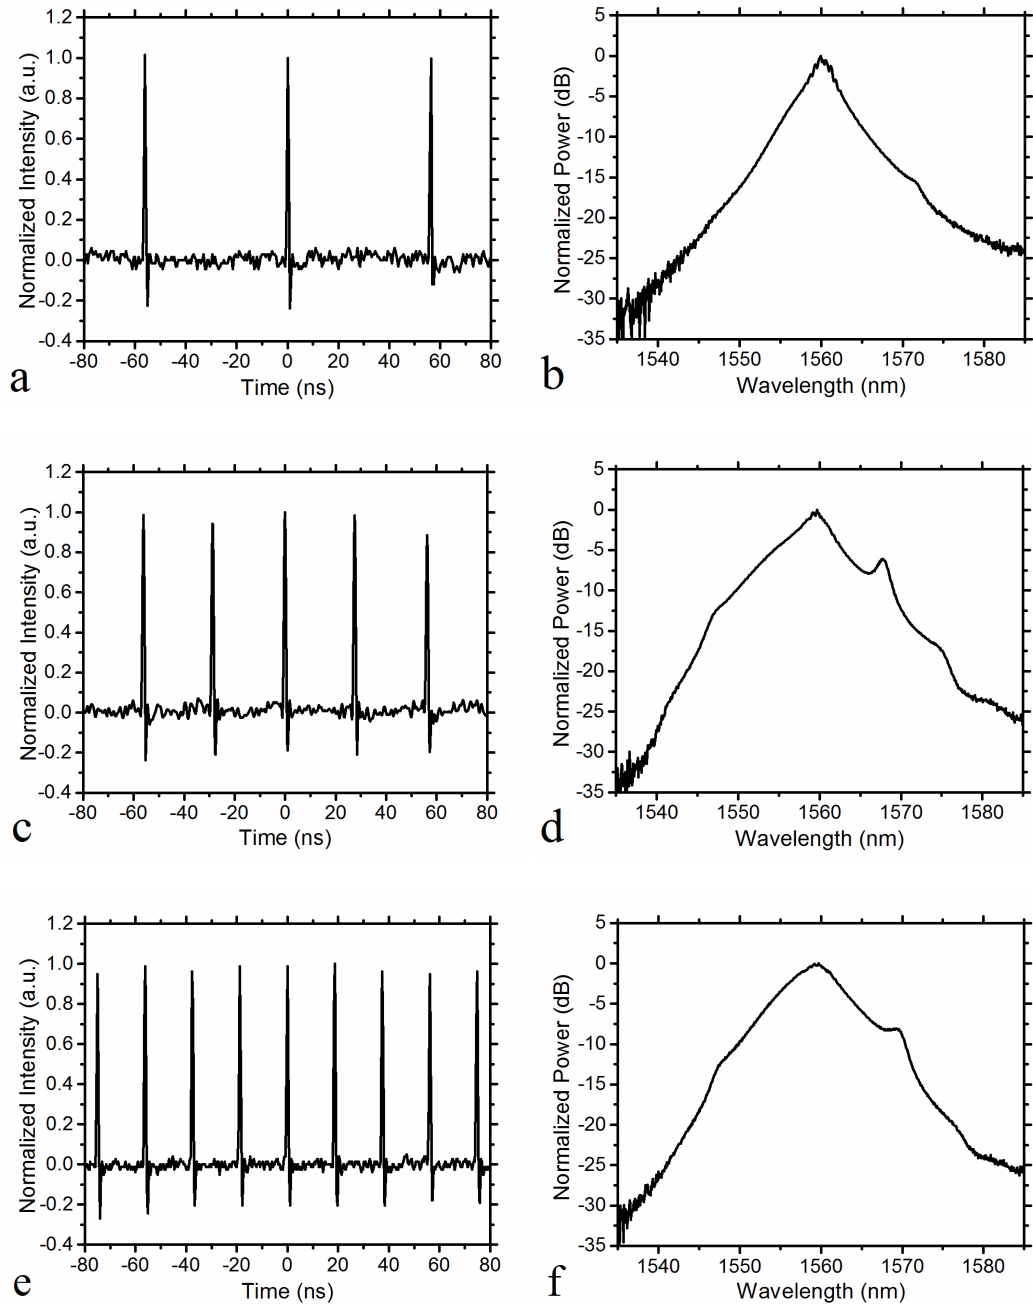 1.2
1.0
0.8
0.6
0.4
0.2
0.0
-0.2
-0.4
Normalized Intensity (a.u.)
-80 -60 -40 -20 0 20 40 60 80
Time (ns)
a
5
0
-5
-10
-15
-20
-25
-30
-35
Normalized Power (dB)
1540 1550 1560 1570 1580
Wavelength (nm)
b
1.2
1.0
0.8
0.6
0.4
0.2
0.0
-0.2
-0.4
Normalized Intensity (a.u.)
-80 -60 -40 -20 0 20 40 60 80
Time (ns)
c
5
0
-5
-10
-15
-20
-25
-30
-35
Normalized Power (dB)
1540 1550 1560 1570 1580
Wavelength (nm)
d
1.2
1.0
0.8
0.6
0.4
0.2
0.0
-0.2
-0.4
Normalized Intensity (a.u.)
-80 -60 -40 -20 0 20 40 60 80
Time (ns)
e
5
0
-5
-10
-15
-20
-25
-30
-35
Normalized Power (dB)
1540 1550 1560 1570 1580
Wavelength (nm)
f